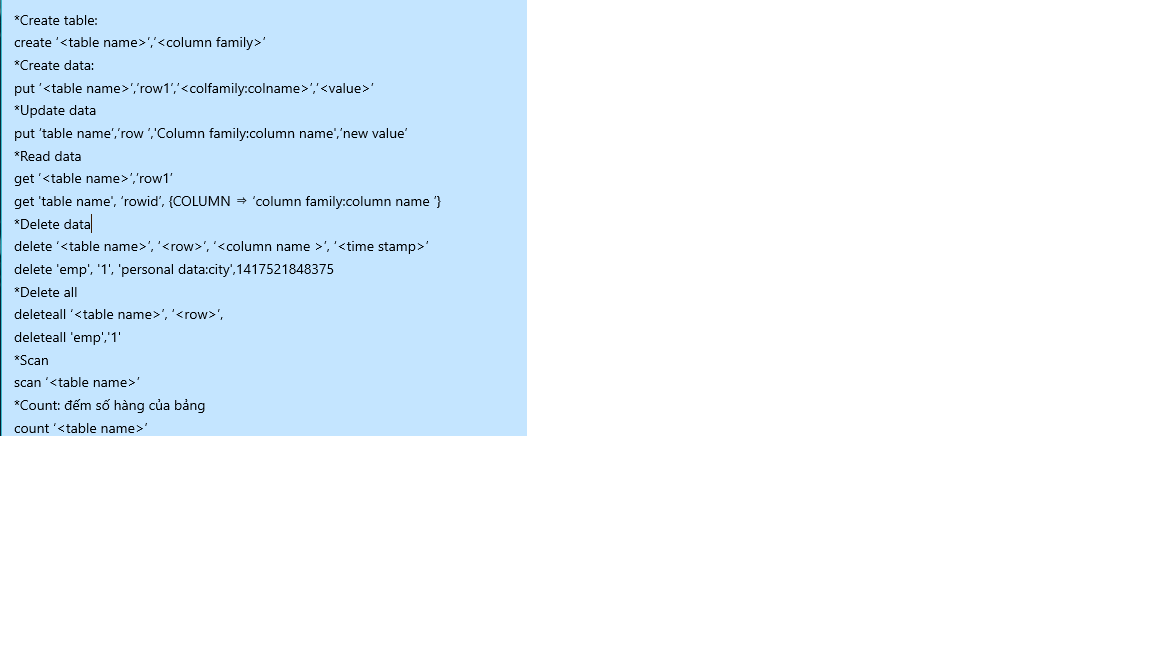 *Create table:
create ‘<table name>’,’<column family>’
*Create data:
put ’<table name>’,’row1’,’<colfamily:colname>’,’<value>’
*Update data
put ‘table name’,’row ’,'Column family:column name',’new value’
*Read data
get ’<table name>’,’row1’
get 'table name', ‘rowid’, {COLUMN ⇒ ‘column family:column name ’}
*Delete data
delete ‘<table name>’, ‘<row>’, ‘<column name >’, ‘<time stamp>’
delete 'emp', '1', 'personal data:city',1417521848375
*Delete all
deleteall ‘<table name>’, ‘<row>’,
deleteall 'emp','1'
*Scan
scan ‘<table name>’
*Count: đếm số hàng của bảng
count ‘<table name>’